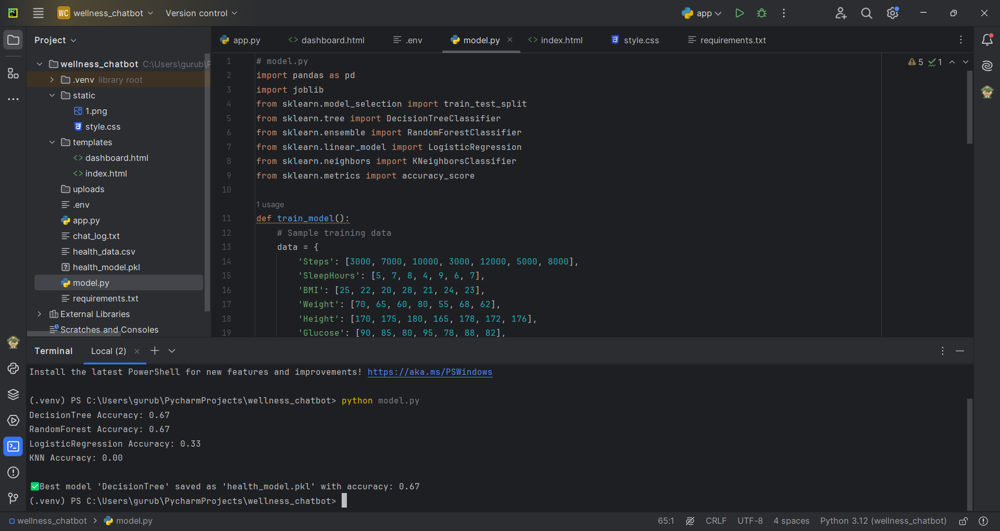 PC
WC wellness_chatbot
Version control
app
Project
app.py
dashboard.html
.env
model.py
index.html
style.css
requirements.txt
wellness_chatbot C:\Users\gurub\P
.venv library root
static
1.png
style.css
templates
dashboard.html
index.html
uploads
.env
app.py
chat_log.txt
health_data.csv
health_model.pkl
model.py
requirements.txt
External Libraries
Scratches and Consoles
5 1
1 # model.py
2 import pandas as pd
3 import joblib
4 from sklearn.model_selection import train_test_split
5 from sklearn.tree import DecisionTreeClassifier
6 from sklearn.ensemble import RandomForestClassifier
7 from sklearn.linear_model import LogisticRegression
8 from sklearn.neighbors import KNeighborsClassifier
9 from sklearn.metrics import accuracy_score
10
1 usage
11 def train_model():
12 # Sample training data
13 data = {
14 'Steps': [3000, 7000, 10000, 3000, 12000, 5000, 8000],
15 'SleepHours': [5, 7, 8, 4, 9, 6, 7],
16 'BMI': [25, 22, 20, 28, 21, 24, 23],
17 'Weight': [70, 65, 60, 80, 55, 68, 62],
18 'Height': [170, 175, 180, 165, 178, 172, 176],
19 'Glucose': [90, 85, 80, 95, 78, 88, 82],
Terminal
Local (2)
Install the latest PowerShell for new features and improvements! https://aka.ms/PSWindows
(.venv) PS C:\Users\gurub\PycharmProjects\wellness_chatbot> python model.py
DecisionTree Accuracy: 0.67
RandomForest Accuracy: 0.67
LogisticRegression Accuracy: 0.33
KNN Accuracy: 0.00
✅Best model 'DecisionTree' saved as 'health_model.pkl' with accuracy: 0.67
(.venv) PS C:\Users\gurub\PycharmProjects\wellness_chatbot>
wellness_chatbot > model.py
65:1
CRLF
UTF-8
4 spaces
Python 3.12 (wellness_chatbot)